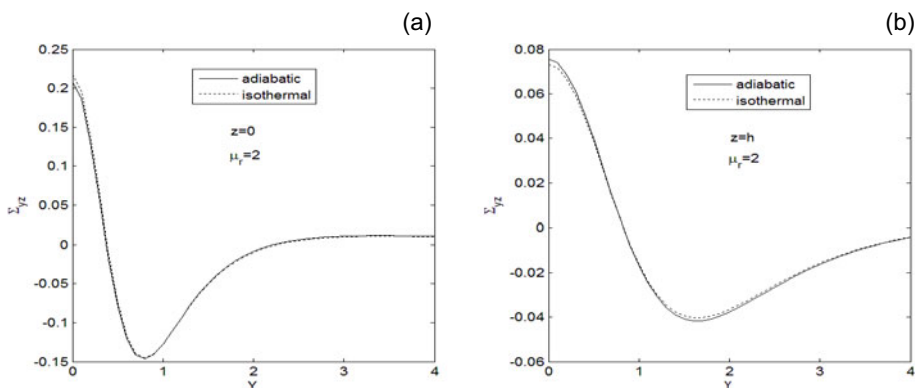 (a)
0.25
0.2
0.15
0.1
0.05
0
-0.05
-0.1
-0.15
0
1
2
3
4
Σyz
Y
adiabatic
isothermal
z=0
μr=2
(b)
0.08
0.06
0.04
0.02
0
-0.02
-0.04
-0.06
0
1
2
3
4
Σyz
Y
adiabatic
isothermal
z=h
μr=2